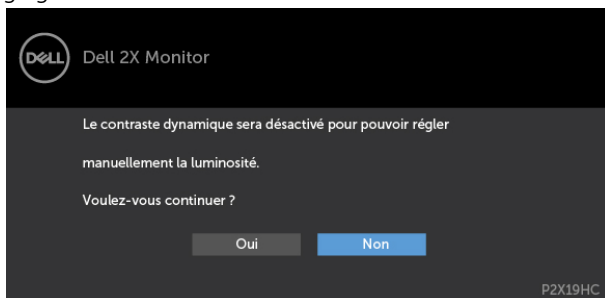 DELL
Dell 2X Monitor
Le contraste dynamique sera désactivé pour pouvoir régler
manuellement la luminosité.
Voulez-vous continuer ?
Oui
Non
P2X19HC